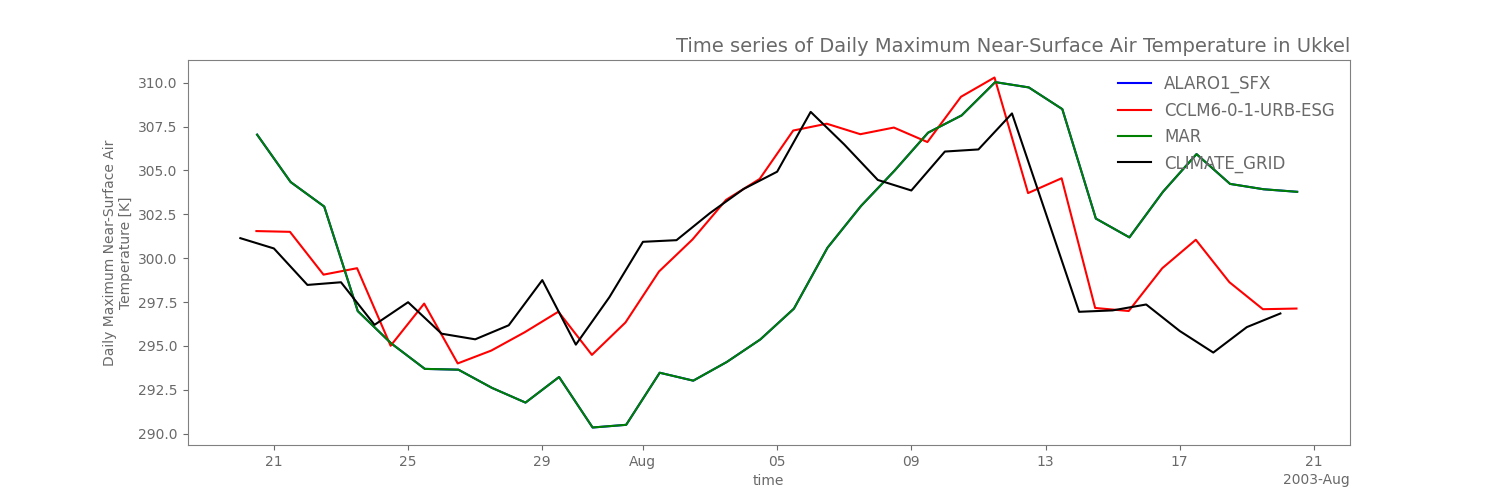 Time series of Daily Maximum Near-Surface Air Temperature in Ukkel
Daily Maximum Near-Surface Air
Temperature [K]
310.0
307.5
305.0
302.5
300.0
297.5
295.0
292.5
290.0
ALARO1_SFX
CCLM6-0-1-URB-ESG
MAR
CLIMATE_GRID
21 25 29 Aug 05 09 13 17 21
time
2003-Aug